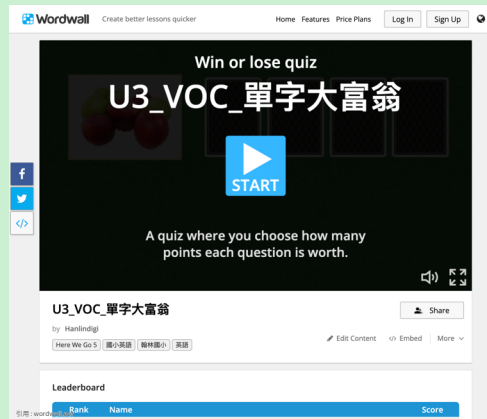 Wordwall Create better lessons quicker Home Features Price Plans Log In Sign Up
Win or lose quiz
U3_VOC_單字大富翁
START
A quiz where you choose how many
points each question is worth.
U3_VOC_單字大富翁
Share
by Hanlindigi
Here We Go 5 國小英語 翰林國小 英語
Edit Content Embed More
Leaderboard
Rank Name Score